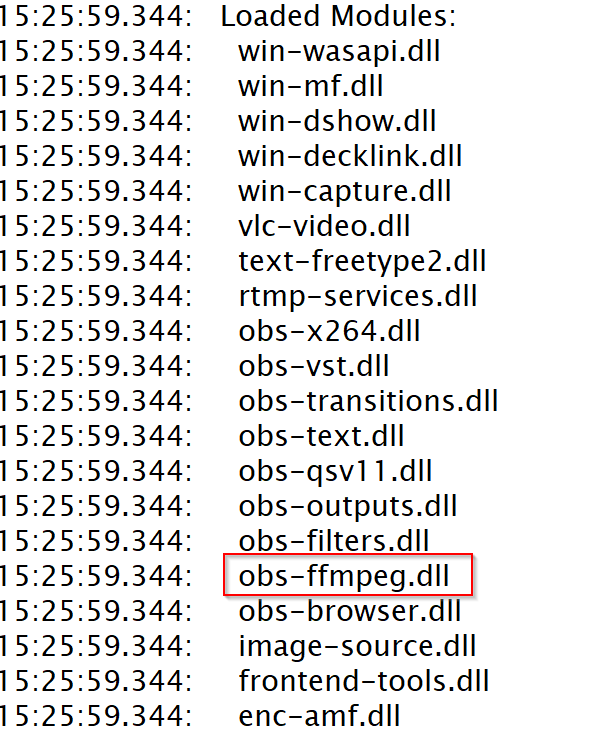 15:25:59.344: Loaded Modules:
15:25:59.344: win-wasapi.dll
15:25:59.344: win-mf.dll
15:25:59.344: win-dshow.dll
15:25:59.344: win-decklink.dll
15:25:59.344: win-capture.dll
15:25:59.344: vlc-video.dll
15:25:59.344: text-freetype2.dll
15:25:59.344: rtmp-services.dll
15:25:59.344: obs-x264.dll
15:25:59.344: obs-vst.dll
15:25:59.344: obs-transitions.dll
15:25:59.344: obs-text.dll
15:25:59.344: obs-qsv11.dll
15:25:59.344: obs-outputs.dll
15:25:59.344: obs-filters.dll
15:25:59.344: obs-ffmpeg.dll
15:25:59.344: obs-browser.dll
15:25:59.344: image-source.dll
15:25:59.344: frontend-tools.dll
15:25:59.344: enc-amf.dll